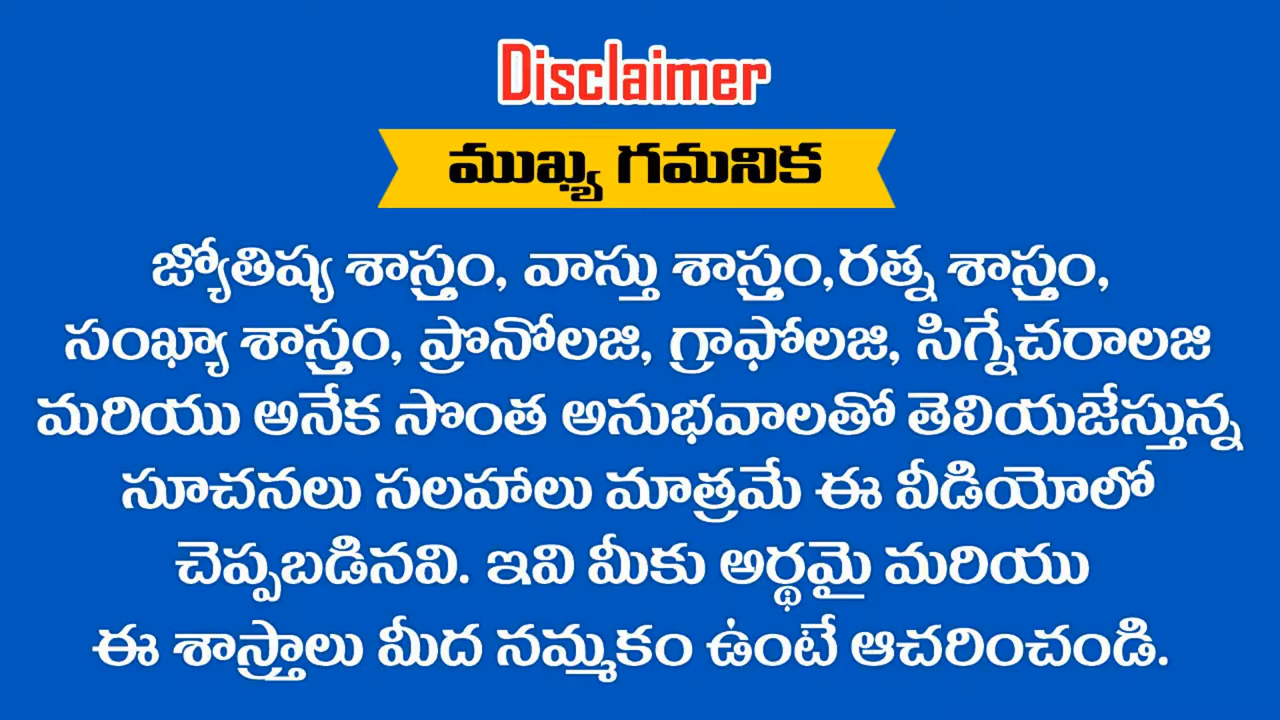 Disclaimer
ముఖ్య గమనిక
జ్యోతిష్య శాస్త్రం, వాస్తు శాస్త్రం,రత్న శాస్త్రం,
సంఖ్యా శాస్త్రం, ప్రొనోలజి, గ్రాఫోలజి, సిగ్నేచరాలజి
మరియు అనేక సొంత అనుభవాలతో తెలియజేస్తున్న
సూచనలు సలహాలు మాత్రమే ఈ వీడియోలో
చెప్పబడినవి. ఇవి మీకు అర్థమై మరియు
ఈ శాస్త్రాలు మీద నమ్మకం ఉంటే ఆచరించండి.